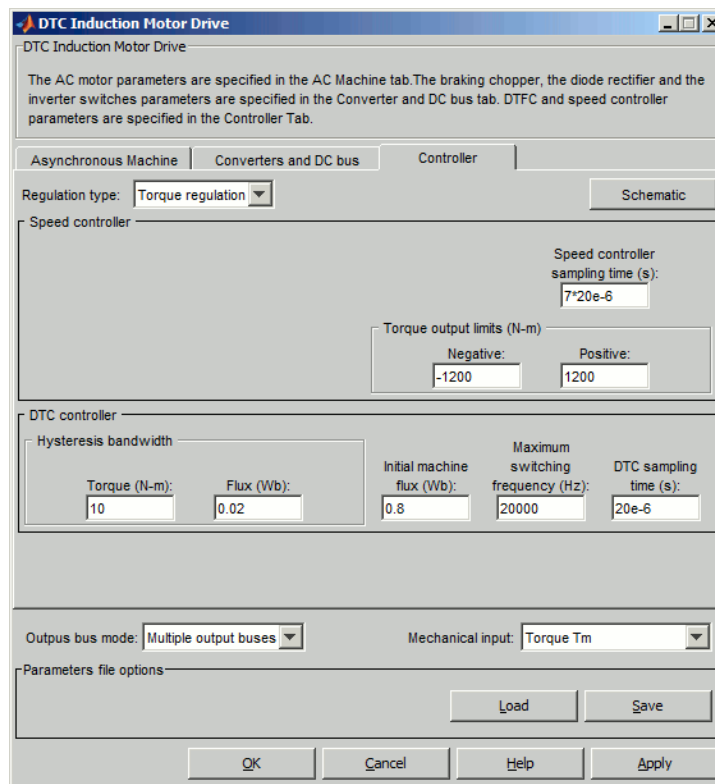 DTC Induction Motor Drive
DTC Induction Motor Drive
The AC motor parameters are specified in the AC Machine tab.The braking chopper, the diode rectifier and the
inverter switches parameters are specified in the Converter and DC bus tab. DTFC and speed controller
parameters are specified in the Controller Tab.
Asynchronous Machine Converters and DC bus Controller
Regulation type: Torque regulation Schematic
Speed controller
Speed controller
sampling time (s):
7*20e-6
Torque output limits (N-m)
Negative: Positive:
-1200 1200
DTC controller
Hysteresis bandwidth
Torque (N-m): Flux (Wb):
10 0.02
Initial machine
flux (Wb):
0.8
Maximum
switching
frequency (Hz):
20000
DTC sampling
time (s):
20e-6
Outpus bus mode: Multiple output buses Mechanical input: Torque Tm
Parameters file options
Load Save
OK Cancel Help Apply